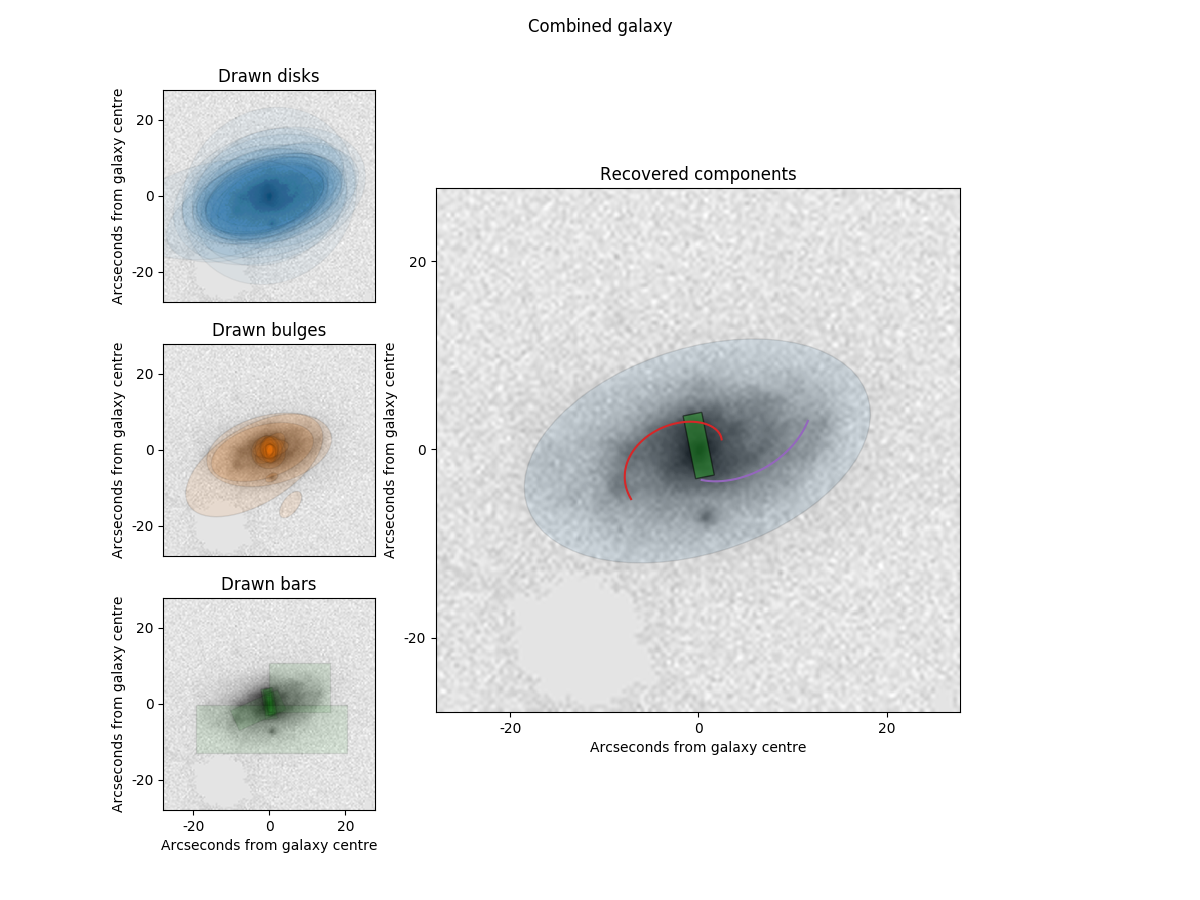 Combined galaxy
Drawn disks
Arcseconds from galaxy centre
20
0
-20
Drawn bulges
Arcseconds from galaxy centre
20
0
-20
Drawn bars
Arcseconds from galaxy centre
20
0
-20
-20 0 20
Arcseconds from galaxy centre
Recovered components
Arcseconds from galaxy centre
20
0
-20
-20 0 20
Arcseconds from galaxy centre